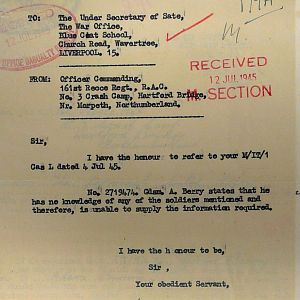 TO: The Under Secretary of Sate,
The War Office,
Blue Coat School,
Church Road, Wavertree,
LIVERPOOL, 15.
RECEIVED
12 JUL 1945
SECTION
FROM: Officer Commanding,
161st Recce Regt., R.A.C.
No. 3 Crash Camp, Hartford Bridge,
Nr. Morpeth, Northumberland.
Sir,
I have the honour to refer to your M/IT/1
Cas L dated 4 Jul 45.
No. 2719474. Gdsm. A. Berry states that he
has no knowledge of any of the soldiers mentioned and
therefore, is unable to supply the information required.
I have the honour to be,
Sir,
Your obedient Servant,